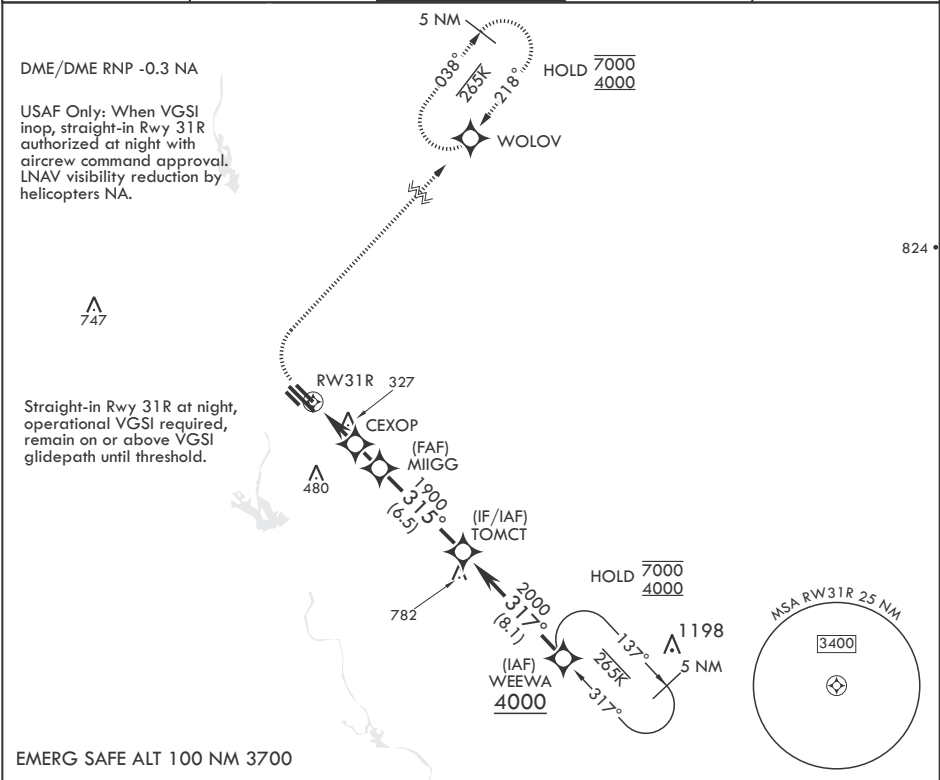 5 NM
038°
265K
218°
HOLD 7000
4000
WOLOV
DME/DME RNP -0.3 NA
USAF Only: When VGSI
inop, straight-in Rwy 31R
authorized at night with
aircrew command approval.
LNAV visibility reduction by
helicopters NA.
824
747
RW31R
327
CEXOP
(FAF)
MIIGG
Straight-in Rwy 31R at night,
operational VGSI required,
remain on or above VGSI
glidepath until threshold.
480
1900
315°
(6.5)
(IF/IAF)
TOMCT
782
2000
317°
(8.1)
HOLD 7000
4000
1198
137°
265K
317°
5 NM
(IAF)
WEEWA
4000
MSA RW31R 25 NM
3400
EMERG SAFE ALT 100 NM 3700